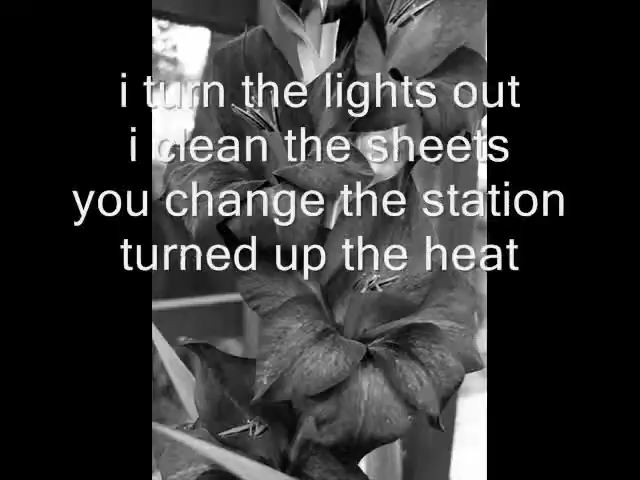 i turn the lights out
i clean the sheets
you change the station
turned up the heat